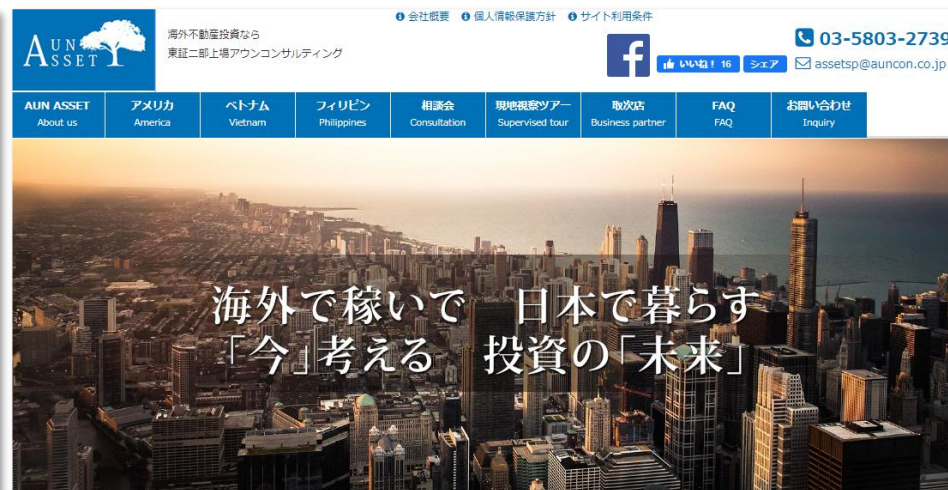 AUN ASSET
海外不動産投資なら
東証二部上場アウンコンサルティング
会社概要 個人情報保護方針 サイト利用条件
いいね! 16 シェア
03-5803-2739
assetsp@auncon.co.jp
AUN ASSET アメリカ ベトナム フィリピン 相談会 現地視察ツアー 取次店 FAQ お問い合わせ
About us America Vietnam Philippines Consultation Supervised tour Business partner FAQ Inquiry
海外で稼いで 日本で暮らす
「今」考える 投資の「未来」